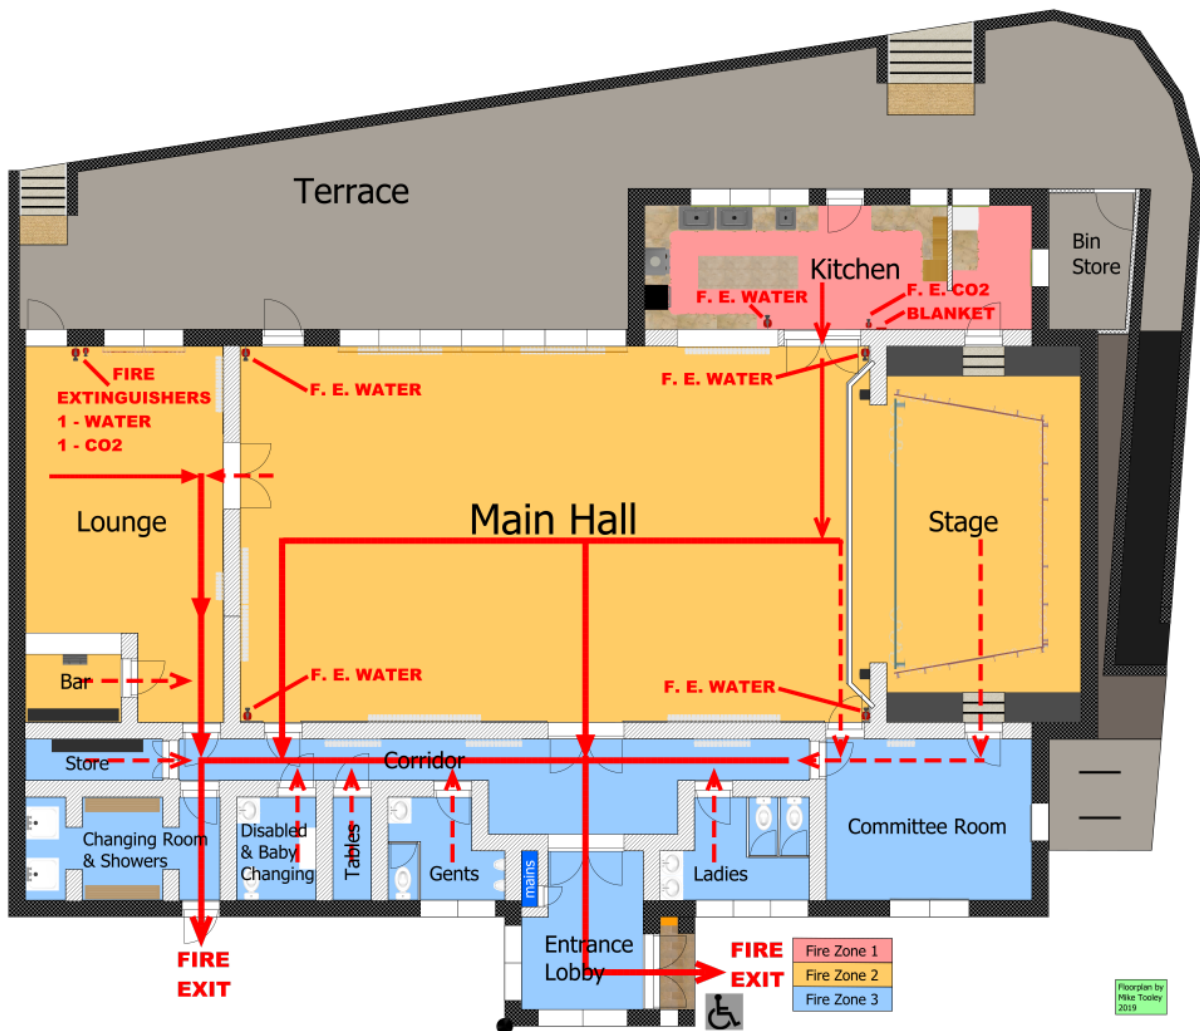 Terrace
Bin
Store
Kitchen
F. E. WATER
F. E. CO2
BLANKET
FIRE
EXTINGUISHERS
1 - WATER
1 - CO2
F. E. WATER
F. E. WATER
Lounge
Main Hall
Stage
Bar
F. E. WATER
F. E. WATER
Store
Corridor
Changing Room
& Showers
Disabled
& Baby
Changing
Tables
Gents
mains
Ladies
Committee Room
Entrance
Lobby
FIRE
EXIT
FIRE
EXIT
Fire Zone 1
Fire Zone 2
Fire Zone 3
Floorplan by
Mike Tooley
2019